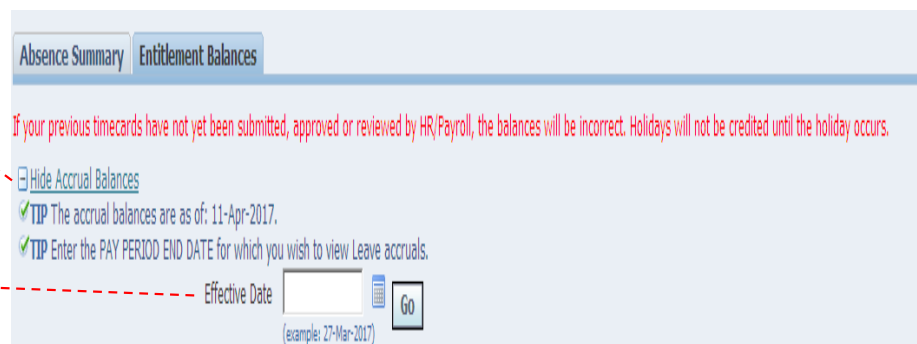 Absence Summary Entitlement Balances
If your previous timecards have not yet been submitted, approved or reviewed by HR/Payroll, the balances will be incorrect. Holidays will not be credited until the holiday occurs.
Hide Accrual Balances
TIP The accrual balances are as of: 11-Apr-2017.
TIP Enter the PAY PERIOD END DATE for which you wish to view Leave accruals.
Effective Date Go
(example: 27-Mar-2017)